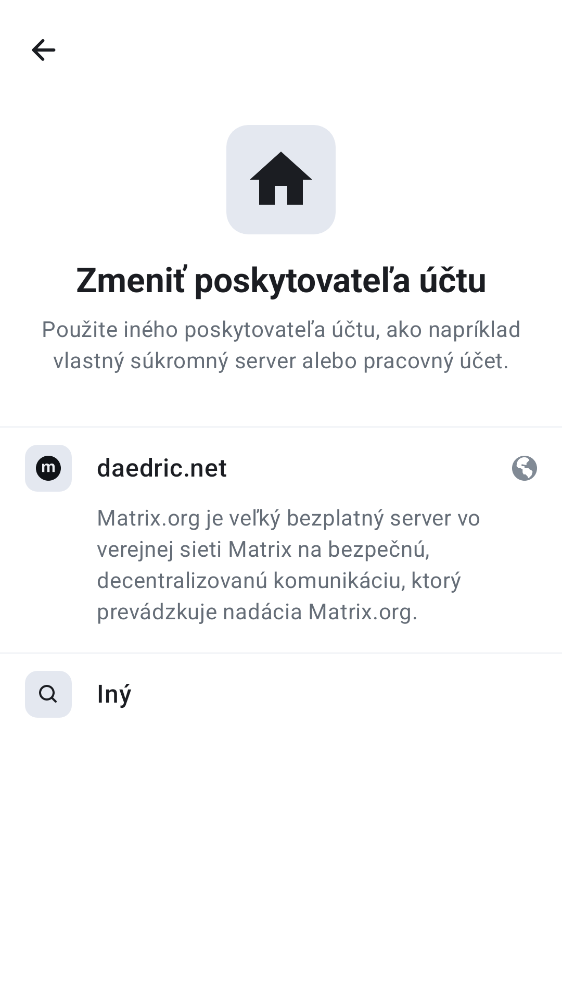 Zmeniť poskytovateľa účtu
Použite iného poskytovateľa účtu, ako napríklad
vlastný súkromný server alebo pracovný účet.
m
daedric.net
Matrix.org je veľký bezplatný server vo
verejnej sieti Matrix na bezpečnú,
decentralizovanú komunikáciu, ktorý
prevádzkuje nadácia Matrix.org.
Iný